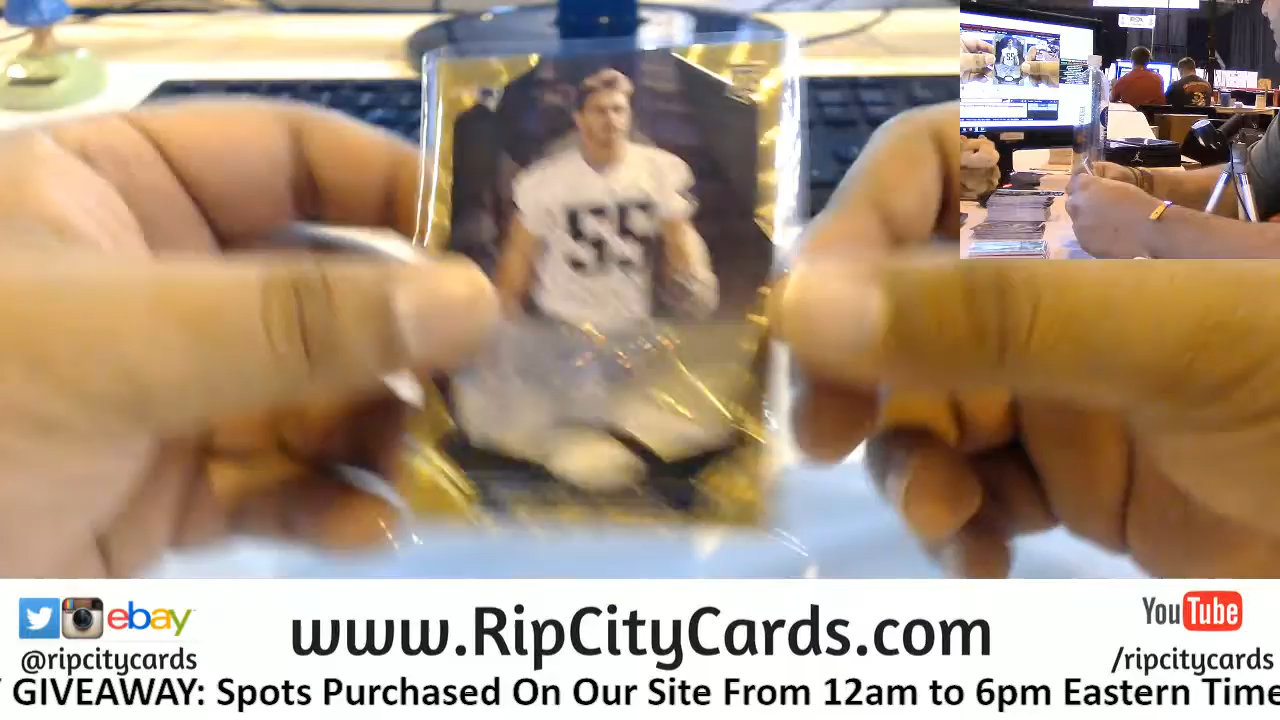 55
ebay
@ripcitycards
www.RipCityCards.com
YouTube
/ripcitycards
GIVEAWAY: Spots Purchased On Our Site From 12am to 6pm Eastern Time